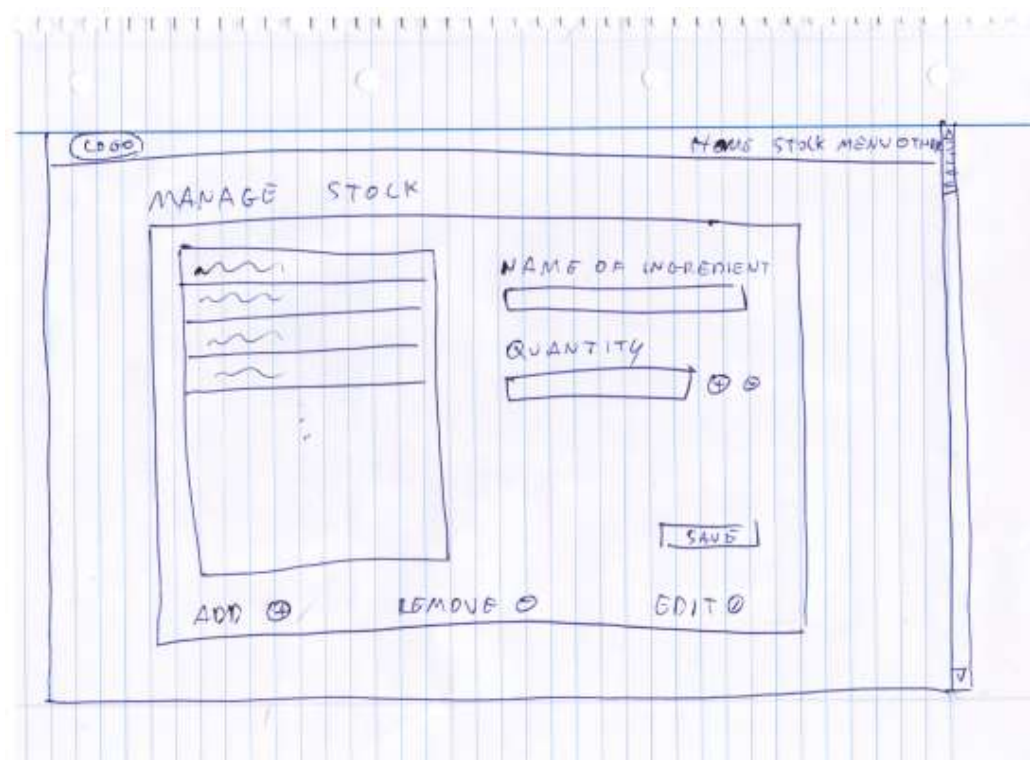 LOGO
HOME STOCK MENU OTHER
MANAGE STOCK
NAME OF INGREDIENT
QUANTITY
SAVE
ADD +
REMOVE -
EDIT